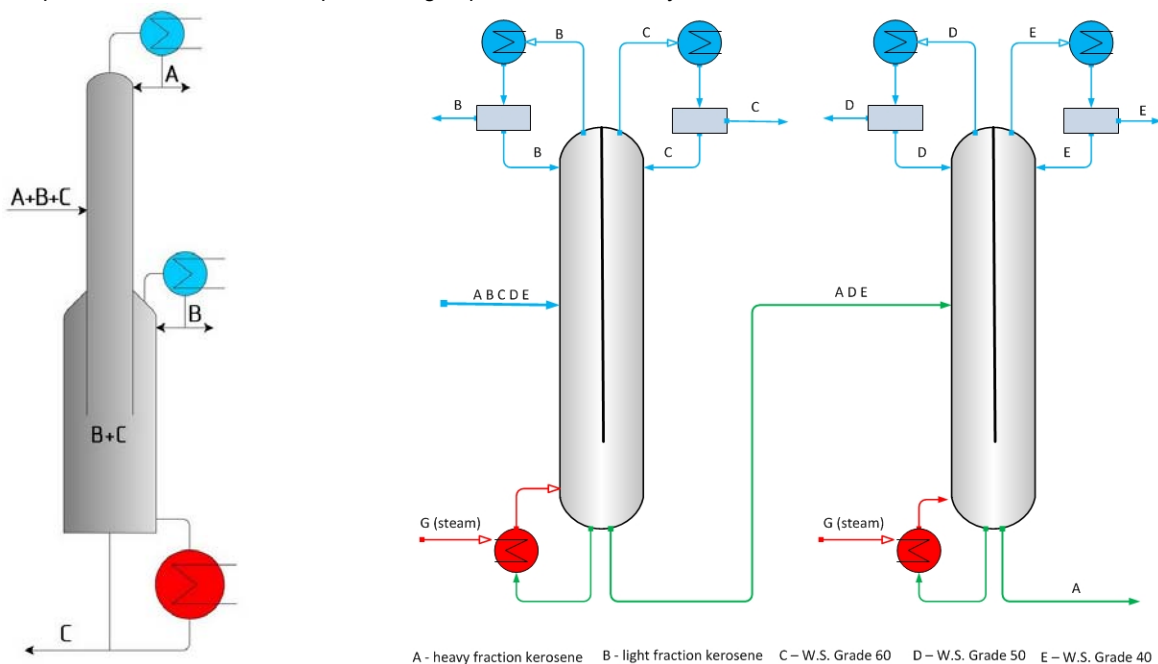 A
A+B+C
B
B+C
C
B
C
B
C
B
C
A B C D E
G (steam)
D
E
D
E
D
E
A D E
G (steam)
A
A - heavy fraction kerosene B - light fraction kerosene C – W.S. Grade 60 D – W.S. Grade 50 E – W.S. Grade 40